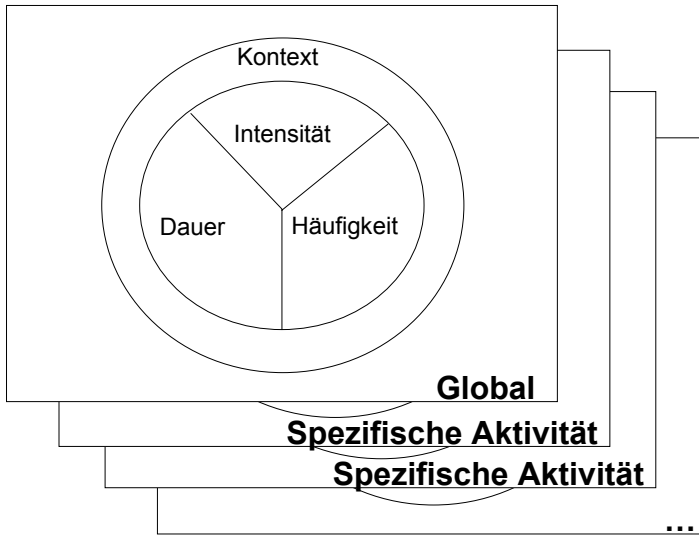 Kontext
Intensität
Dauer Häufigkeit
Global
Spezifische Aktivität
Spezifische Aktivität
...